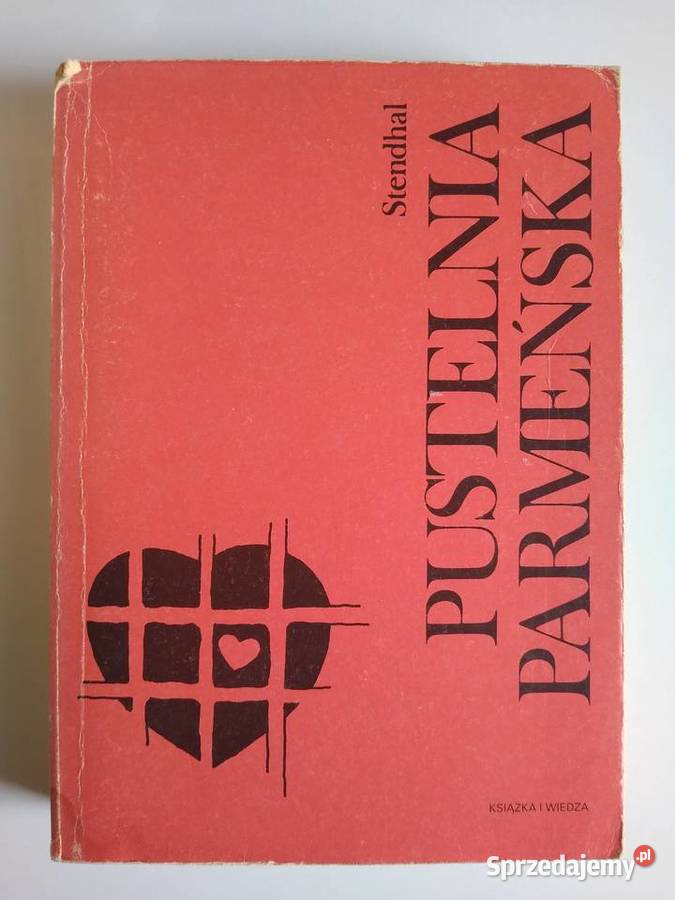 Stendhal
PUSTELNIA
PARMEŃSKA
KSIĄŻKA I WIEDZA
Sprzedajemy.pl